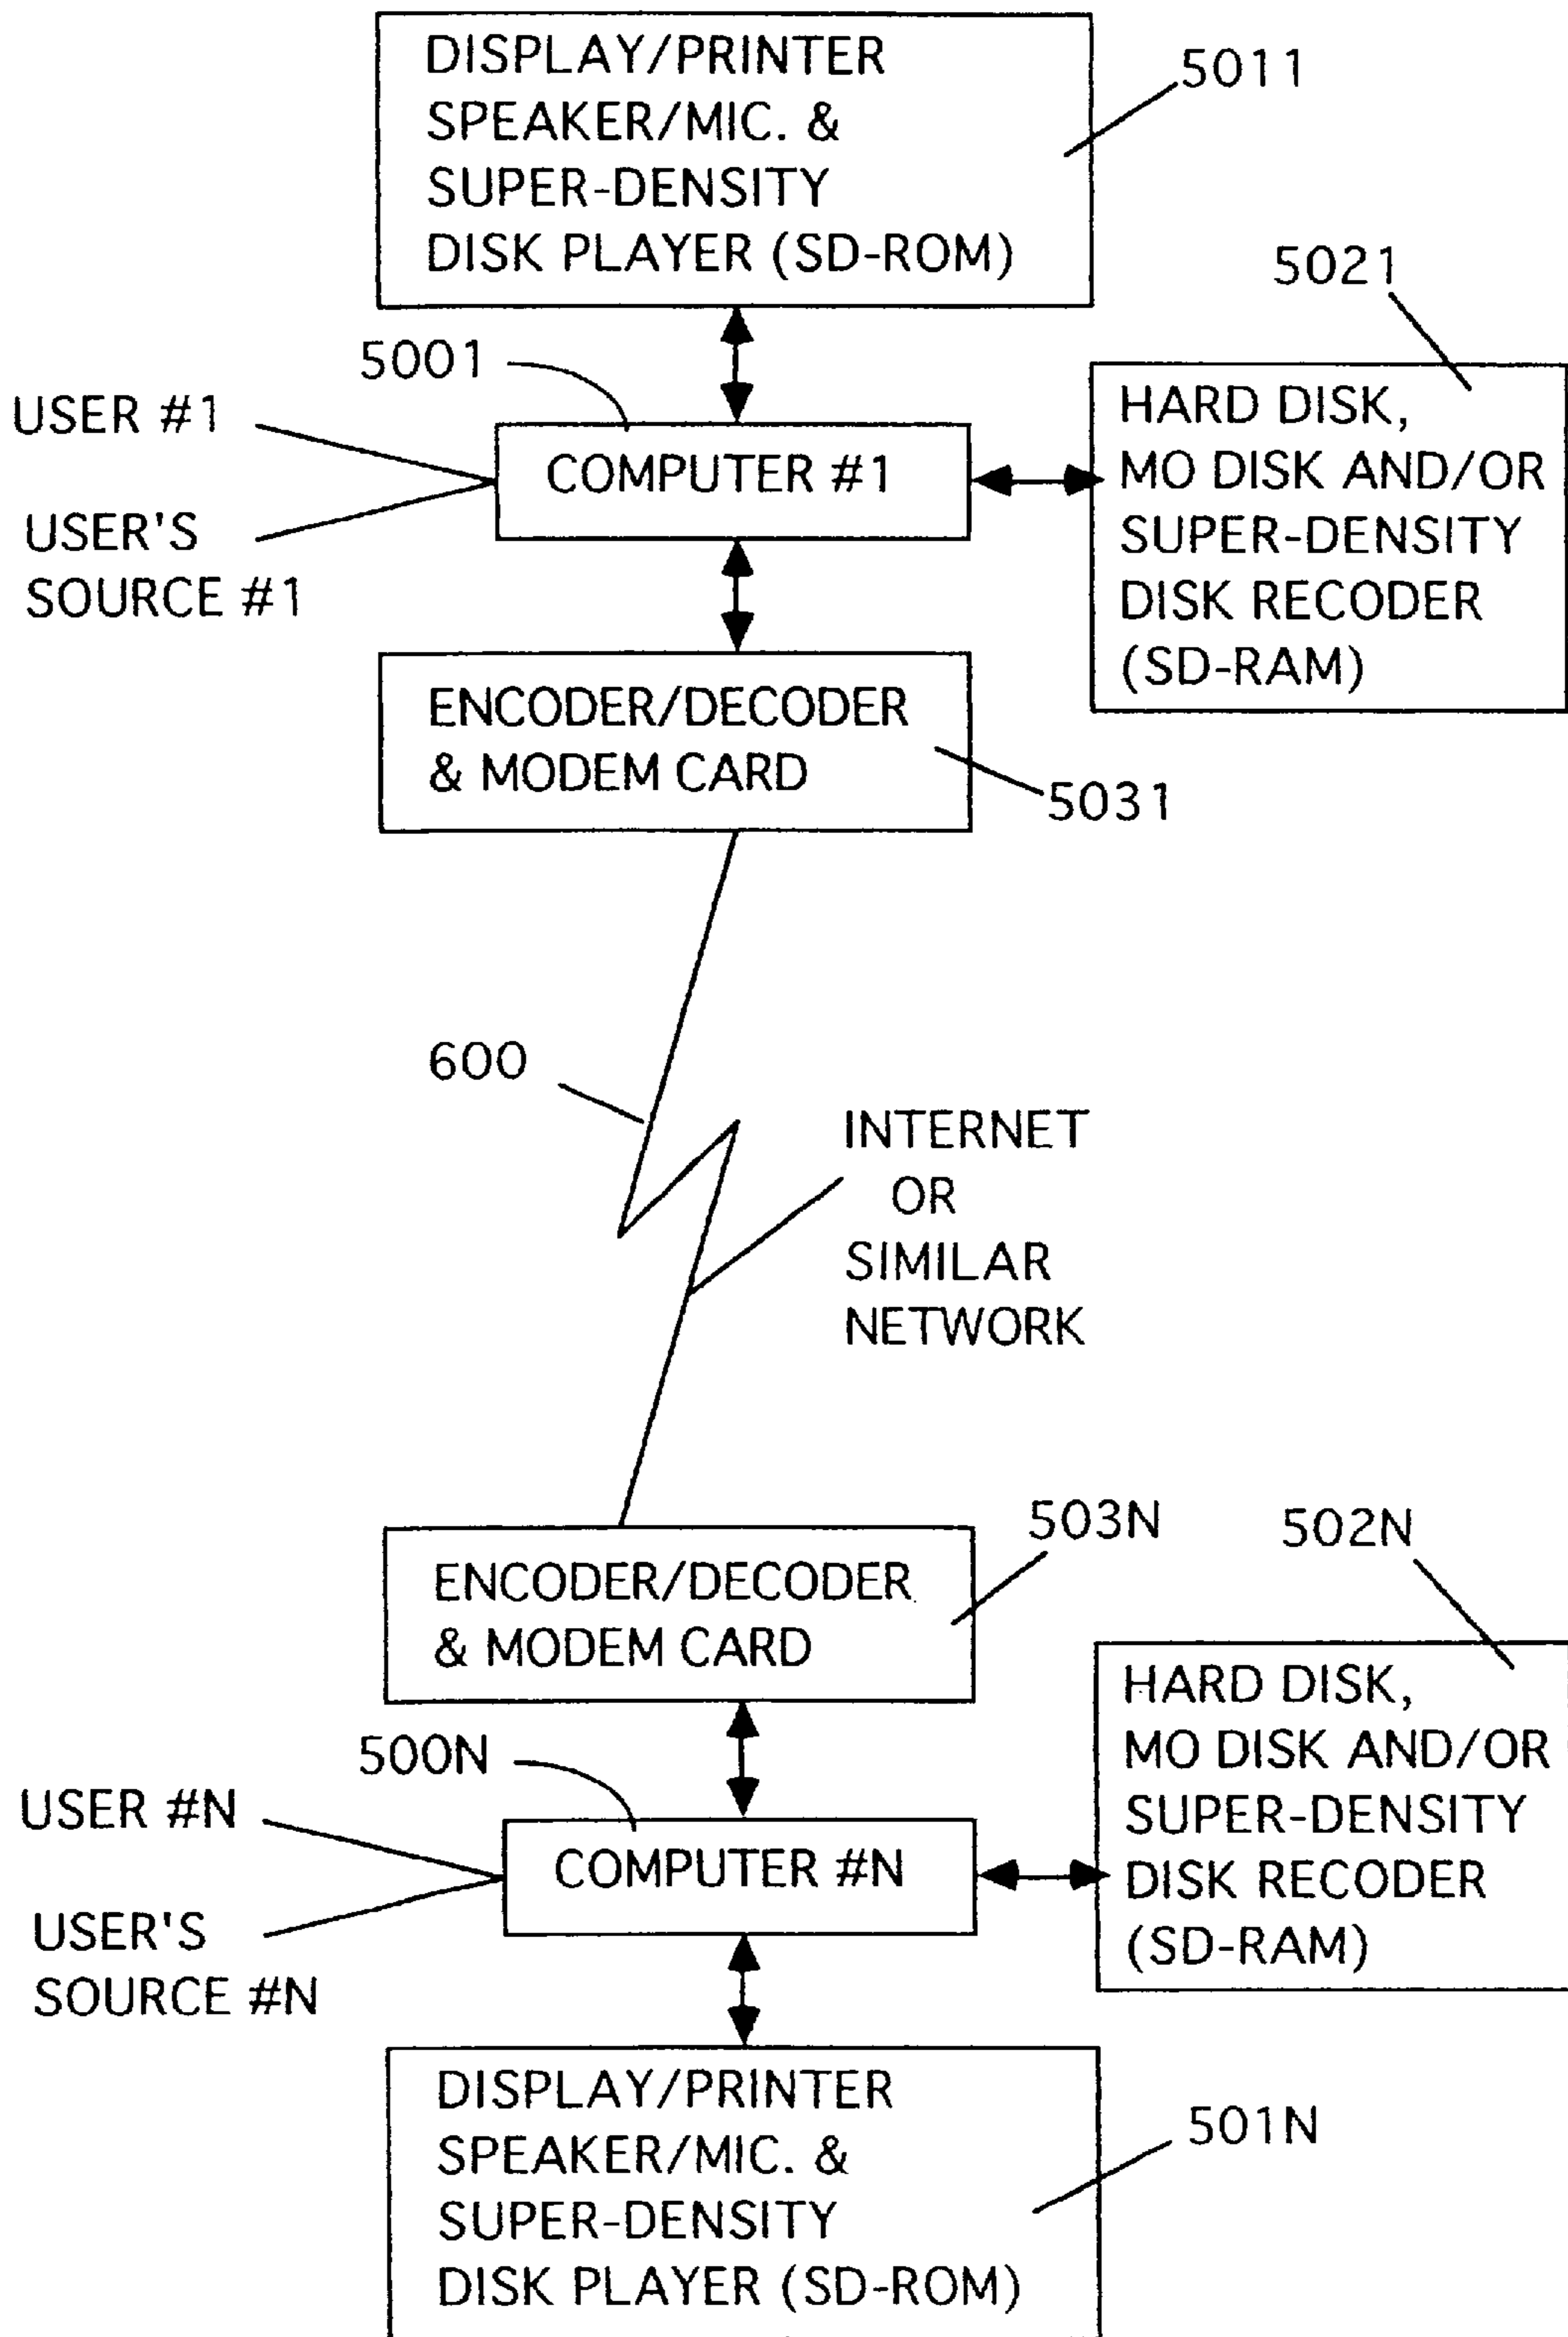 DISPLAY/PRINTER
SPEAKER/MIC. &
SUPER-DENSITY
DISK PLAYER (SD-ROM)
5011
5021
5001
USER #1
USER'S
SOURCE #1
COMPUTER #1
HARD DISK,
MO DISK AND/OR
SUPER-DENSITY
DISK RECODER
(SD-RAM)
ENCODER/DECODER
& MODEM CARD
5031
600
INTERNET
OR
SIMILAR
NETWORK
503N
502N
ENCODER/DECODER
& MODEM CARD
500N
USER #N
USER'S
SOURCE #N
COMPUTER #N
HARD DISK,
MO DISK AND/OR
SUPER-DENSITY
DISK RECODER
(SD-RAM)
DISPLAY/PRINTER
SPEAKER/MIC. &
SUPER-DENSITY
DISK PLAYER (SD-ROM)
501N